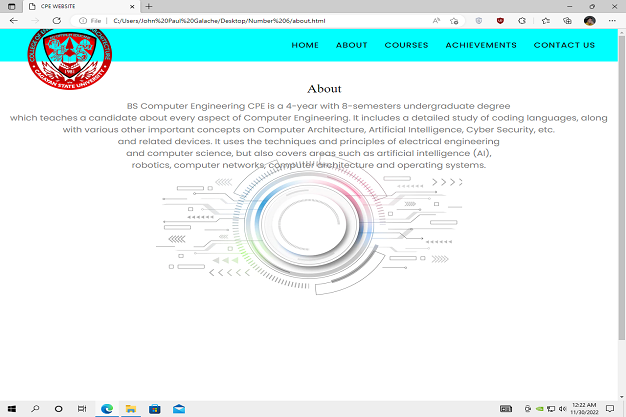 CPE WEBSITE
File | C:/Users/John%20Paul%20Galache/Desktop/Number%206/about.html
COLLEGE OF ARCHITECTURE
1987
CAGAYAN STATE UNIVERSITY
HOME ABOUT COURSES ACHIEVEMENTS CONTACT US
About
BS Computer Engineering CPE is a 4-year with 8-semesters undergraduate degree
which teaches a candidate about every aspect of Computer Engineering. It includes a detailed study of coding languages, along
with various other important concepts on Computer Architecture, Artificial Intelligence, Cyber Security, etc.
and related devices. It uses the techniques and principles of electrical engineering
and computer science, but also covers areas such as artificial intelligence (AI),
robotics, computer networks, computer architecture and operating systems.
12:22 AM
11/30/2022